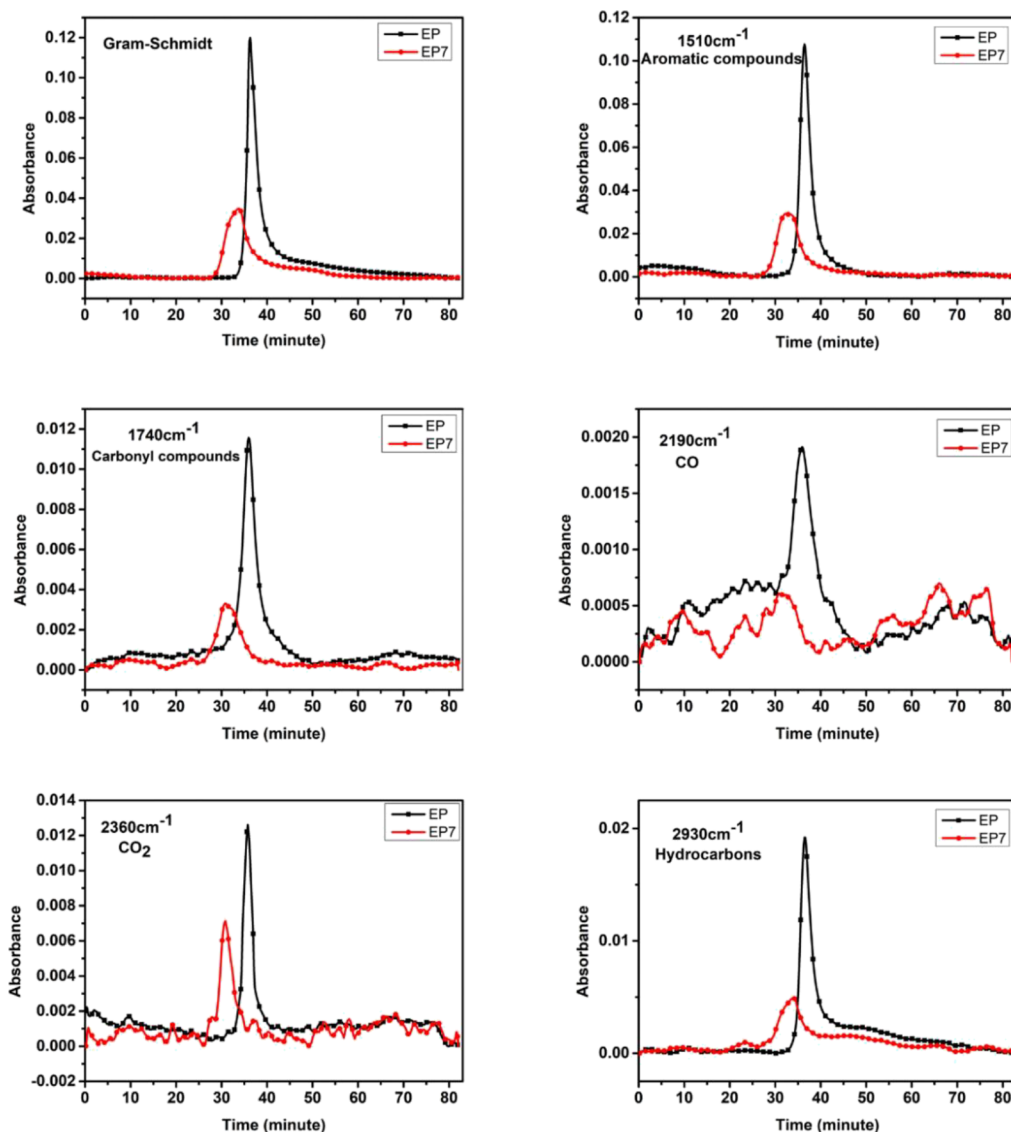 Gram-Schmidt
EP
EP7
0.12
0.10
0.08
0.06
0.04
0.02
0.00
Absorbance
0 10 20 30 40 50 60 70 80
Time (minute)
1510cm-1
Aromatic compounds
EP
EP7
0.12
0.10
0.08
0.06
0.04
0.02
0.00
Absorbance
0 10 20 30 40 50 60 70 80
Time (minute)
1740cm-1
Carbonyl compounds
EP
EP7
0.012
0.010
0.008
0.006
0.004
0.002
0.000
Absorbance
0 10 20 30 40 50 60 70 80
Time (minute)
2190cm-1
CO
EP
EP7
0.0020
0.0015
0.0010
0.0005
0.0000
Absorbance
0 10 20 30 40 50 60 70 80
Time (minute)
2360cm-1
CO2
EP
EP7
0.014
0.012
0.010
0.008
0.006
0.004
0.002
0.000
-0.002
Absorbance
0 10 20 30 40 50 60 70 80
Time (minute)
2930cm-1
Hydrocarbons
EP
EP7
0.02
0.01
0.00
Absorbance
0 10 20 30 40 50 60 70 80
Time (minute)